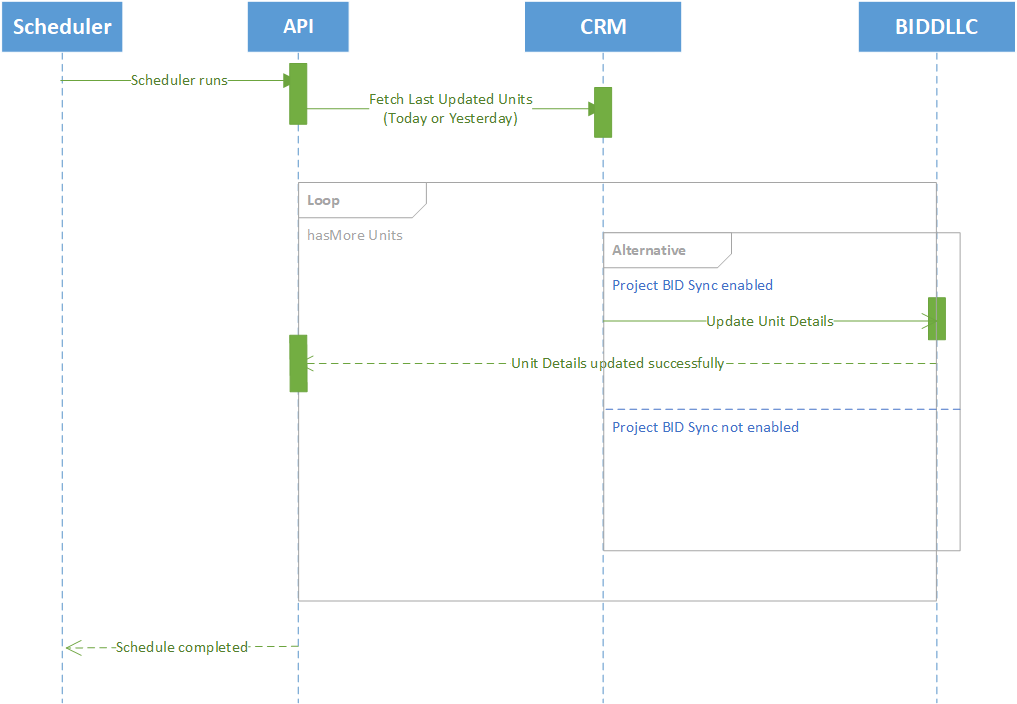 Scheduler
API
CRM
BIDDLLC
Scheduler runs
Fetch Last Updated Units
(Today or Yesterday)
Loop
hasMore Units
Alternative
Project BID Sync enabled
Update Unit Details
Unit Details updated successfully
Project BID Sync not enabled
Schedule completed